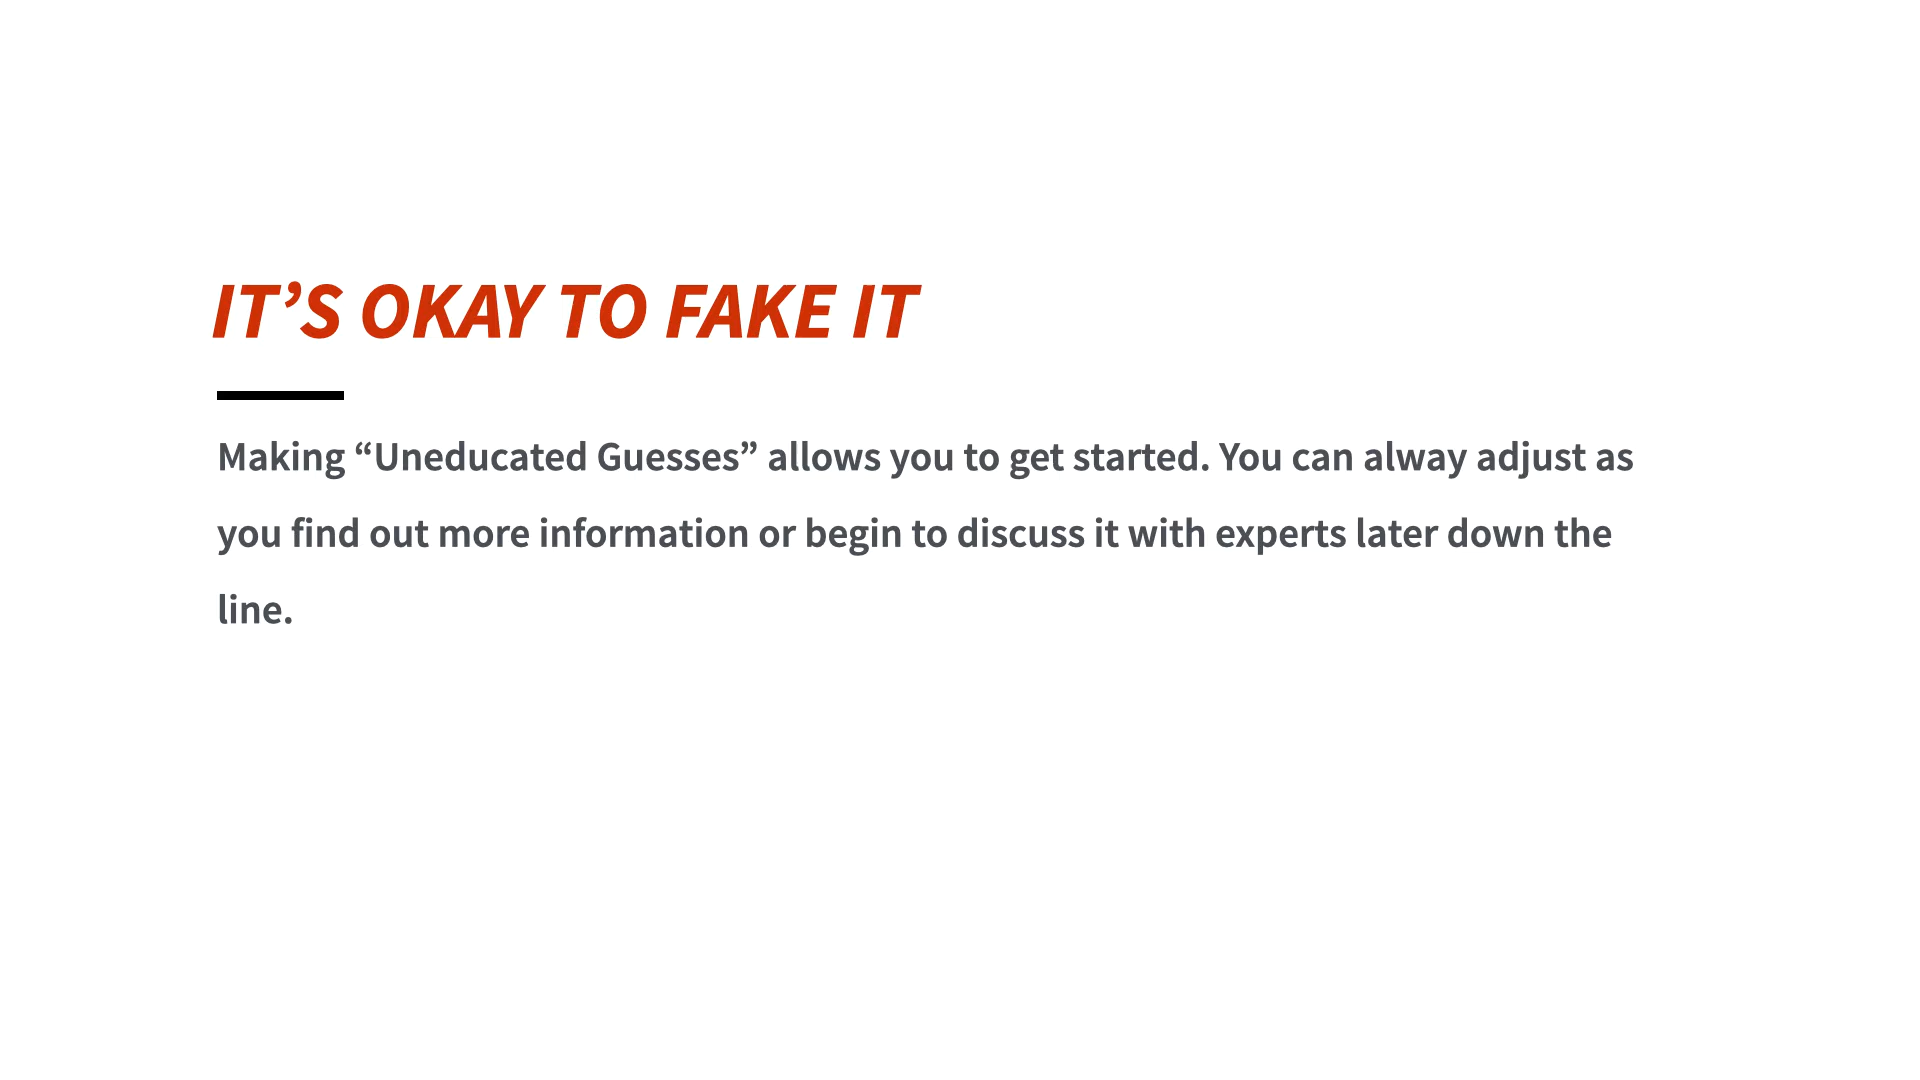 IT’S OKAY TO FAKE IT
Making “Uneducated Guesses” allows you to get started. You can alway adjust as
you find out more information or begin to discuss it with experts later down the
line.